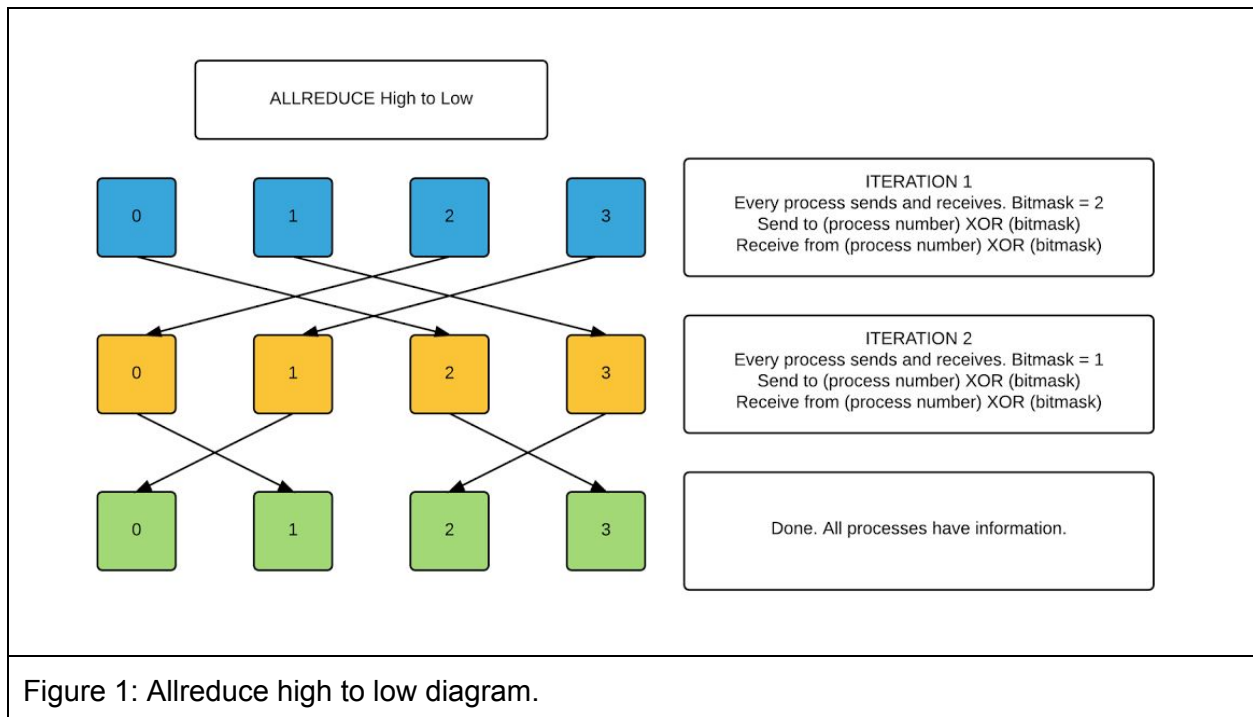 ALLREDUCE High to Low
0
1
2
3
ITERATION 1
Every process sends and receives. Bitmask = 2
Send to (process number) XOR (bitmask)
Receive from (process number) XOR (bitmask)
0
1
2
3
ITERATION 2
Every process sends and receives. Bitmask = 1
Send to (process number) XOR (bitmask)
Receive from (process number) XOR (bitmask)
0
1
2
3
Done. All processes have information.
Figure 1: Allreduce high to low diagram.